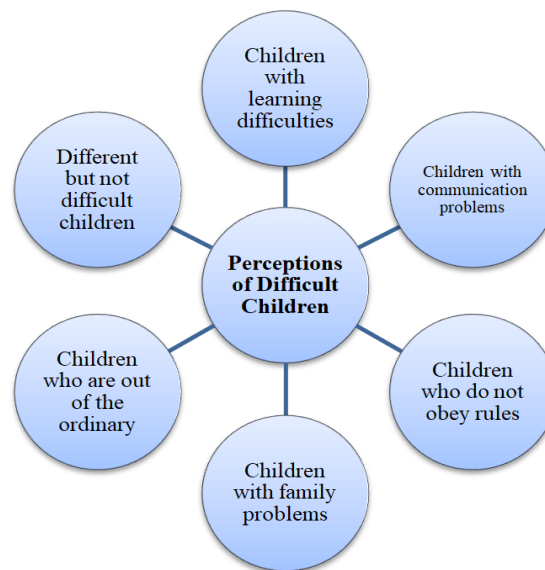 Children
with
learning
difficulties
Different
but not
difficult
children
Children with
communication
problems
Perceptions
of Difficult
Children
Children
who are out
of the
ordinary
Children
who do not
obey rules
Children
with family
problems